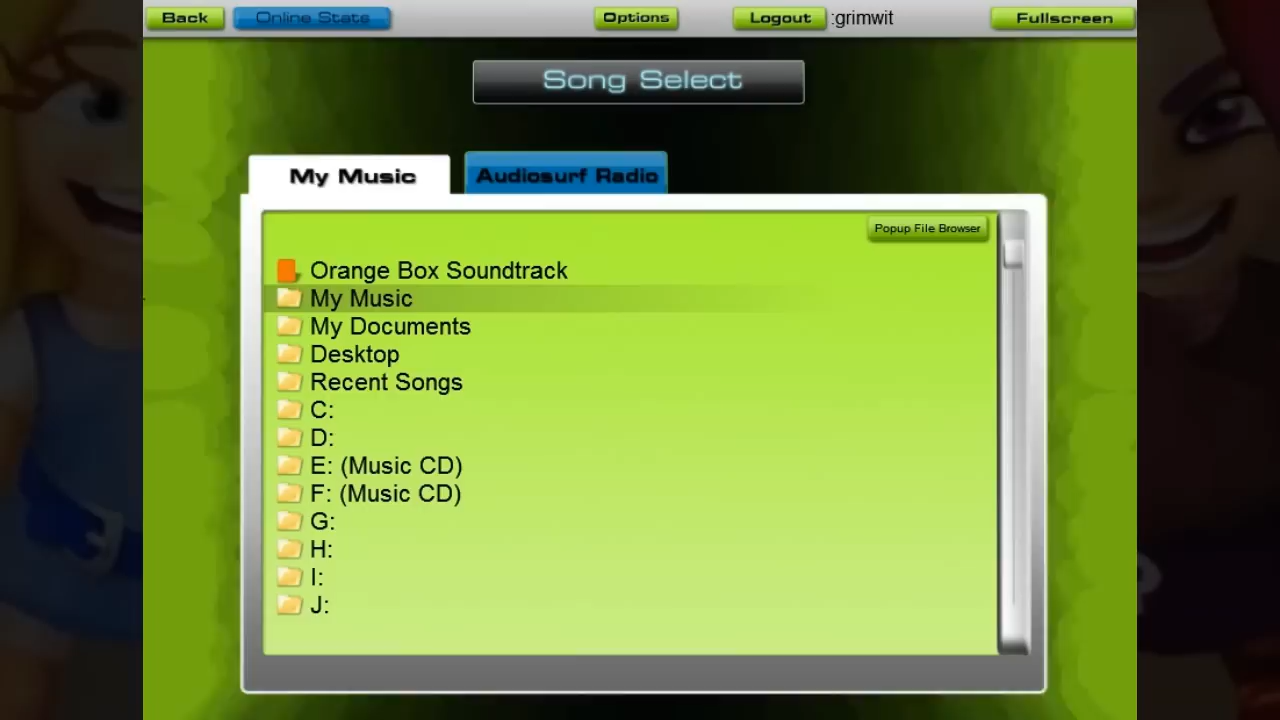 Back
Online Stats
Options
Logout
:grimwit
Fullscreen
Song Select
My Music
Audiosurf Radio
Popup File Browser
Orange Box Soundtrack
My Music
My Documents
Desktop
Recent Songs
C:
D:
E: (Music CD)
F: (Music CD)
G:
H:
I:
J: